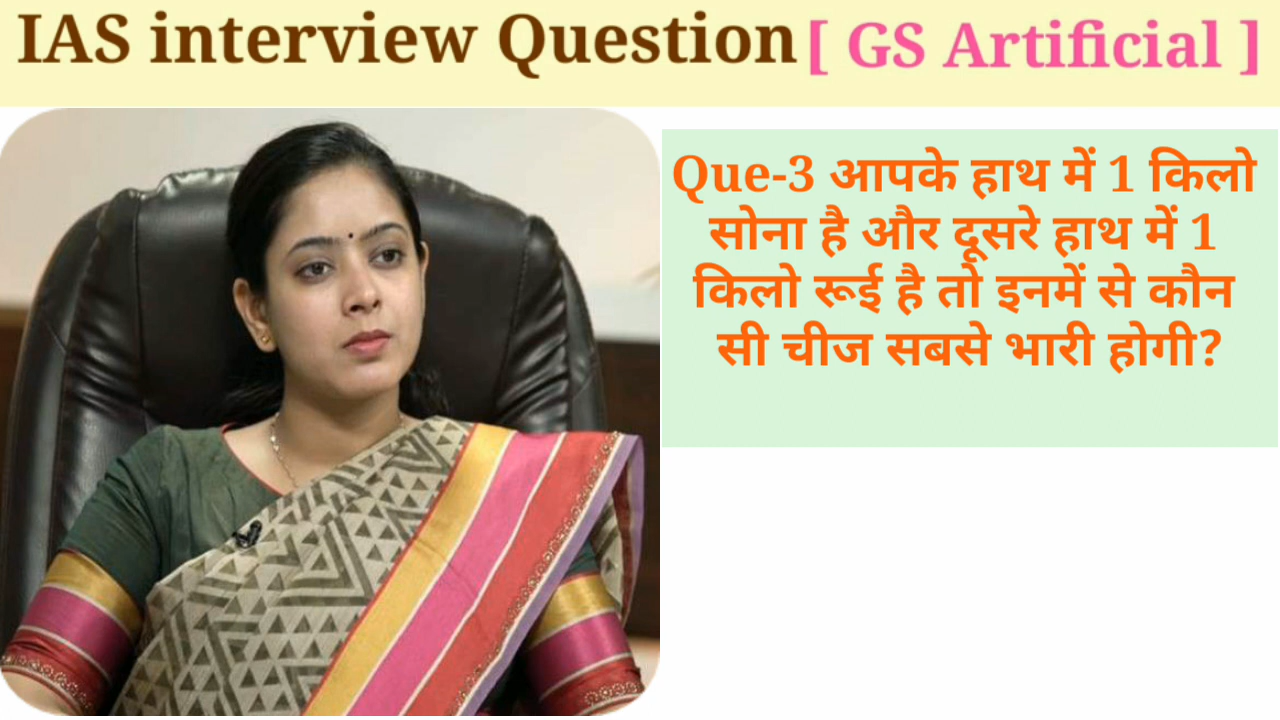 IAS interview Question [ GS Artificial ]
Que-3 आपके हाथ में 1 किलो
सोना है और दूसरे हाथ में 1
किलो रूई है तो इनमें से कौन
सी चीज सबसे भारी होगी?